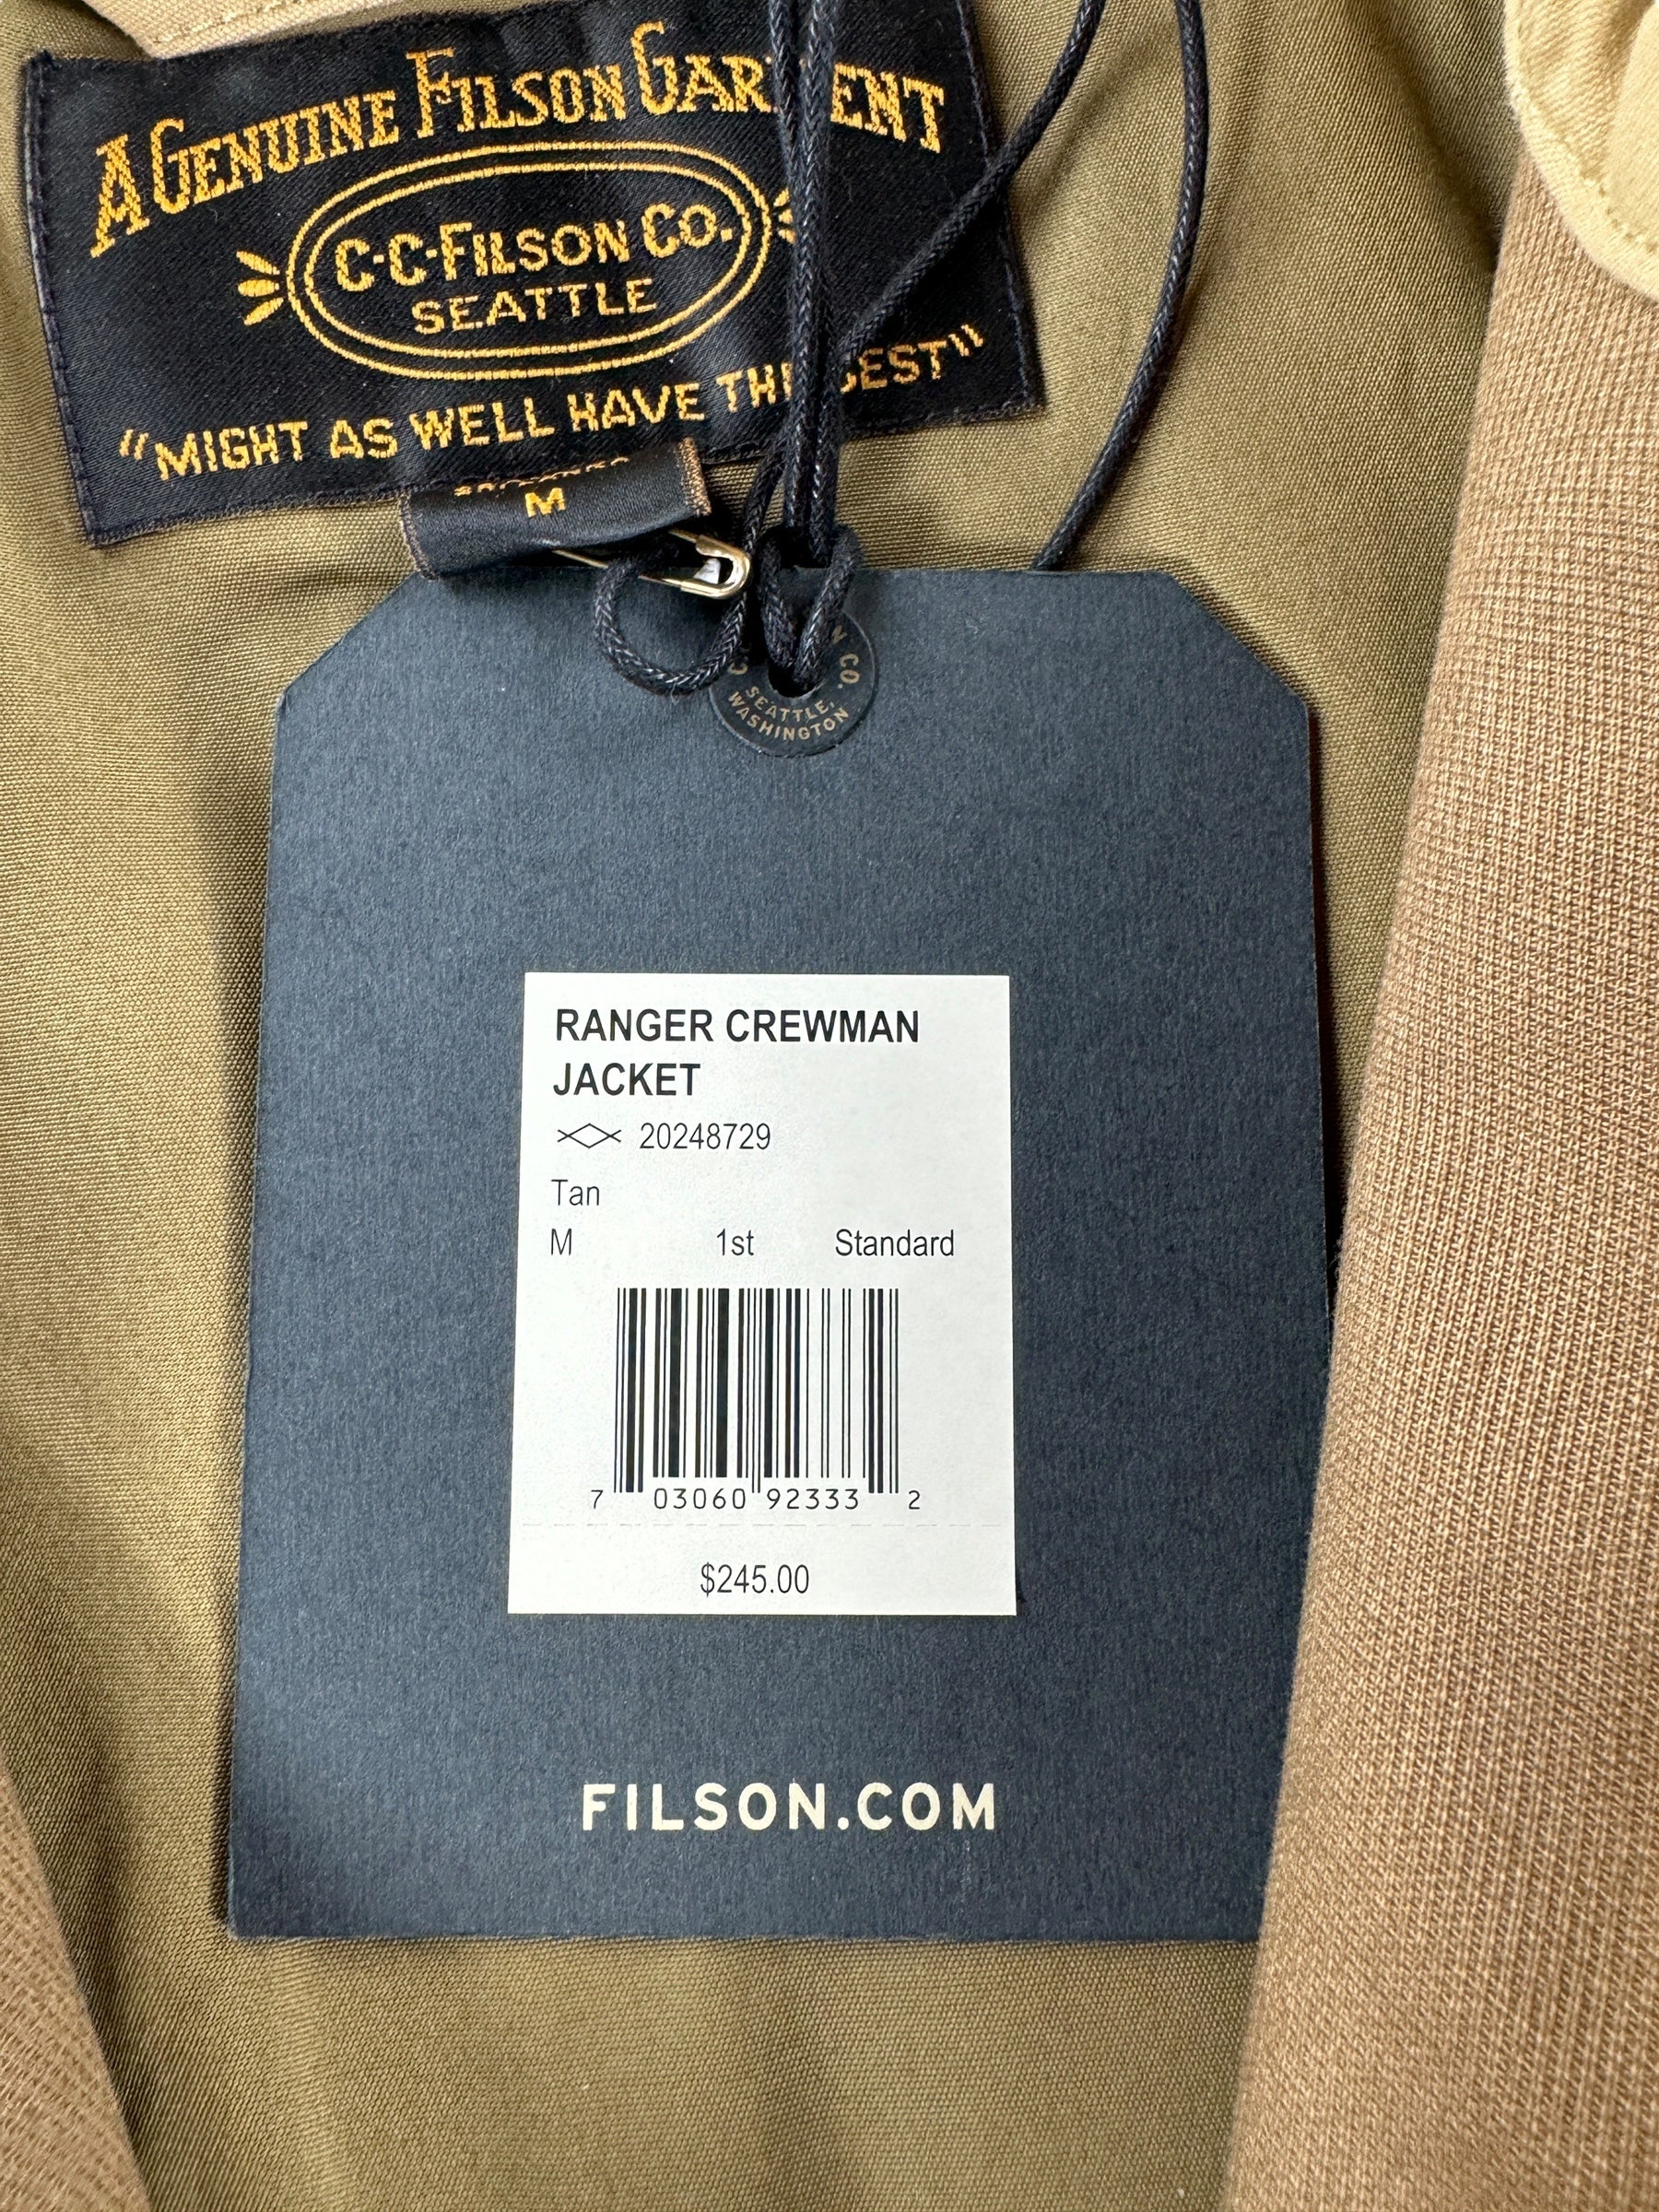 A GENUINE FILSON GARMENT
C·C·FILSON CO.
SEATTLE
"MIGHT AS WELL HAVE THE BEST"
M
CO.
SEATTLE,
WASHINGTON
RANGER CREWMAN
JACKET
20248729
Tan
M 1st Standard
7 03060 92333 2
$245.00
FILSON.COM